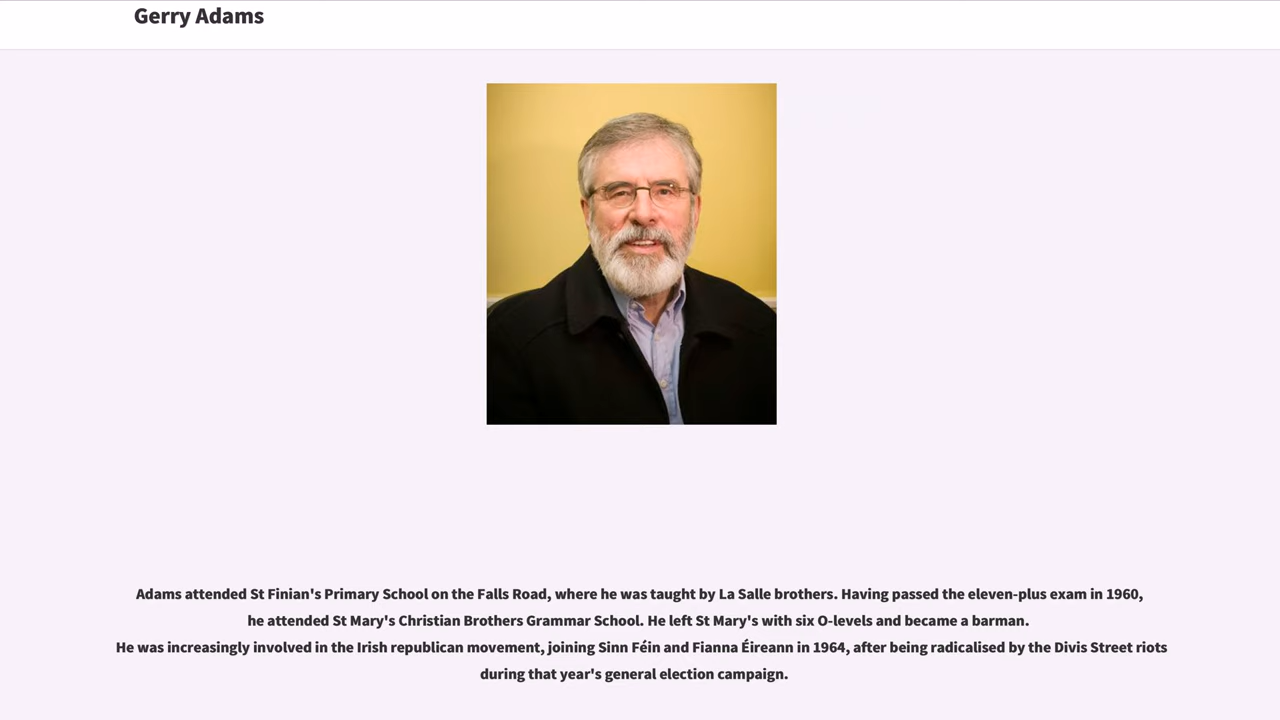 Gerry Adams
Adams attended St Finian's Primary School on the Falls Road, where he was taught by La Salle brothers. Having passed the eleven-plus exam in 1960,
he attended St Mary's Christian Brothers Grammar School. He left St Mary's with six O-levels and became a barman.
He was increasingly involved in the Irish republican movement, joining Sinn Féin and Fianna Éireann in 1964, after being radicalised by the Divis Street riots
during that year's general election campaign.